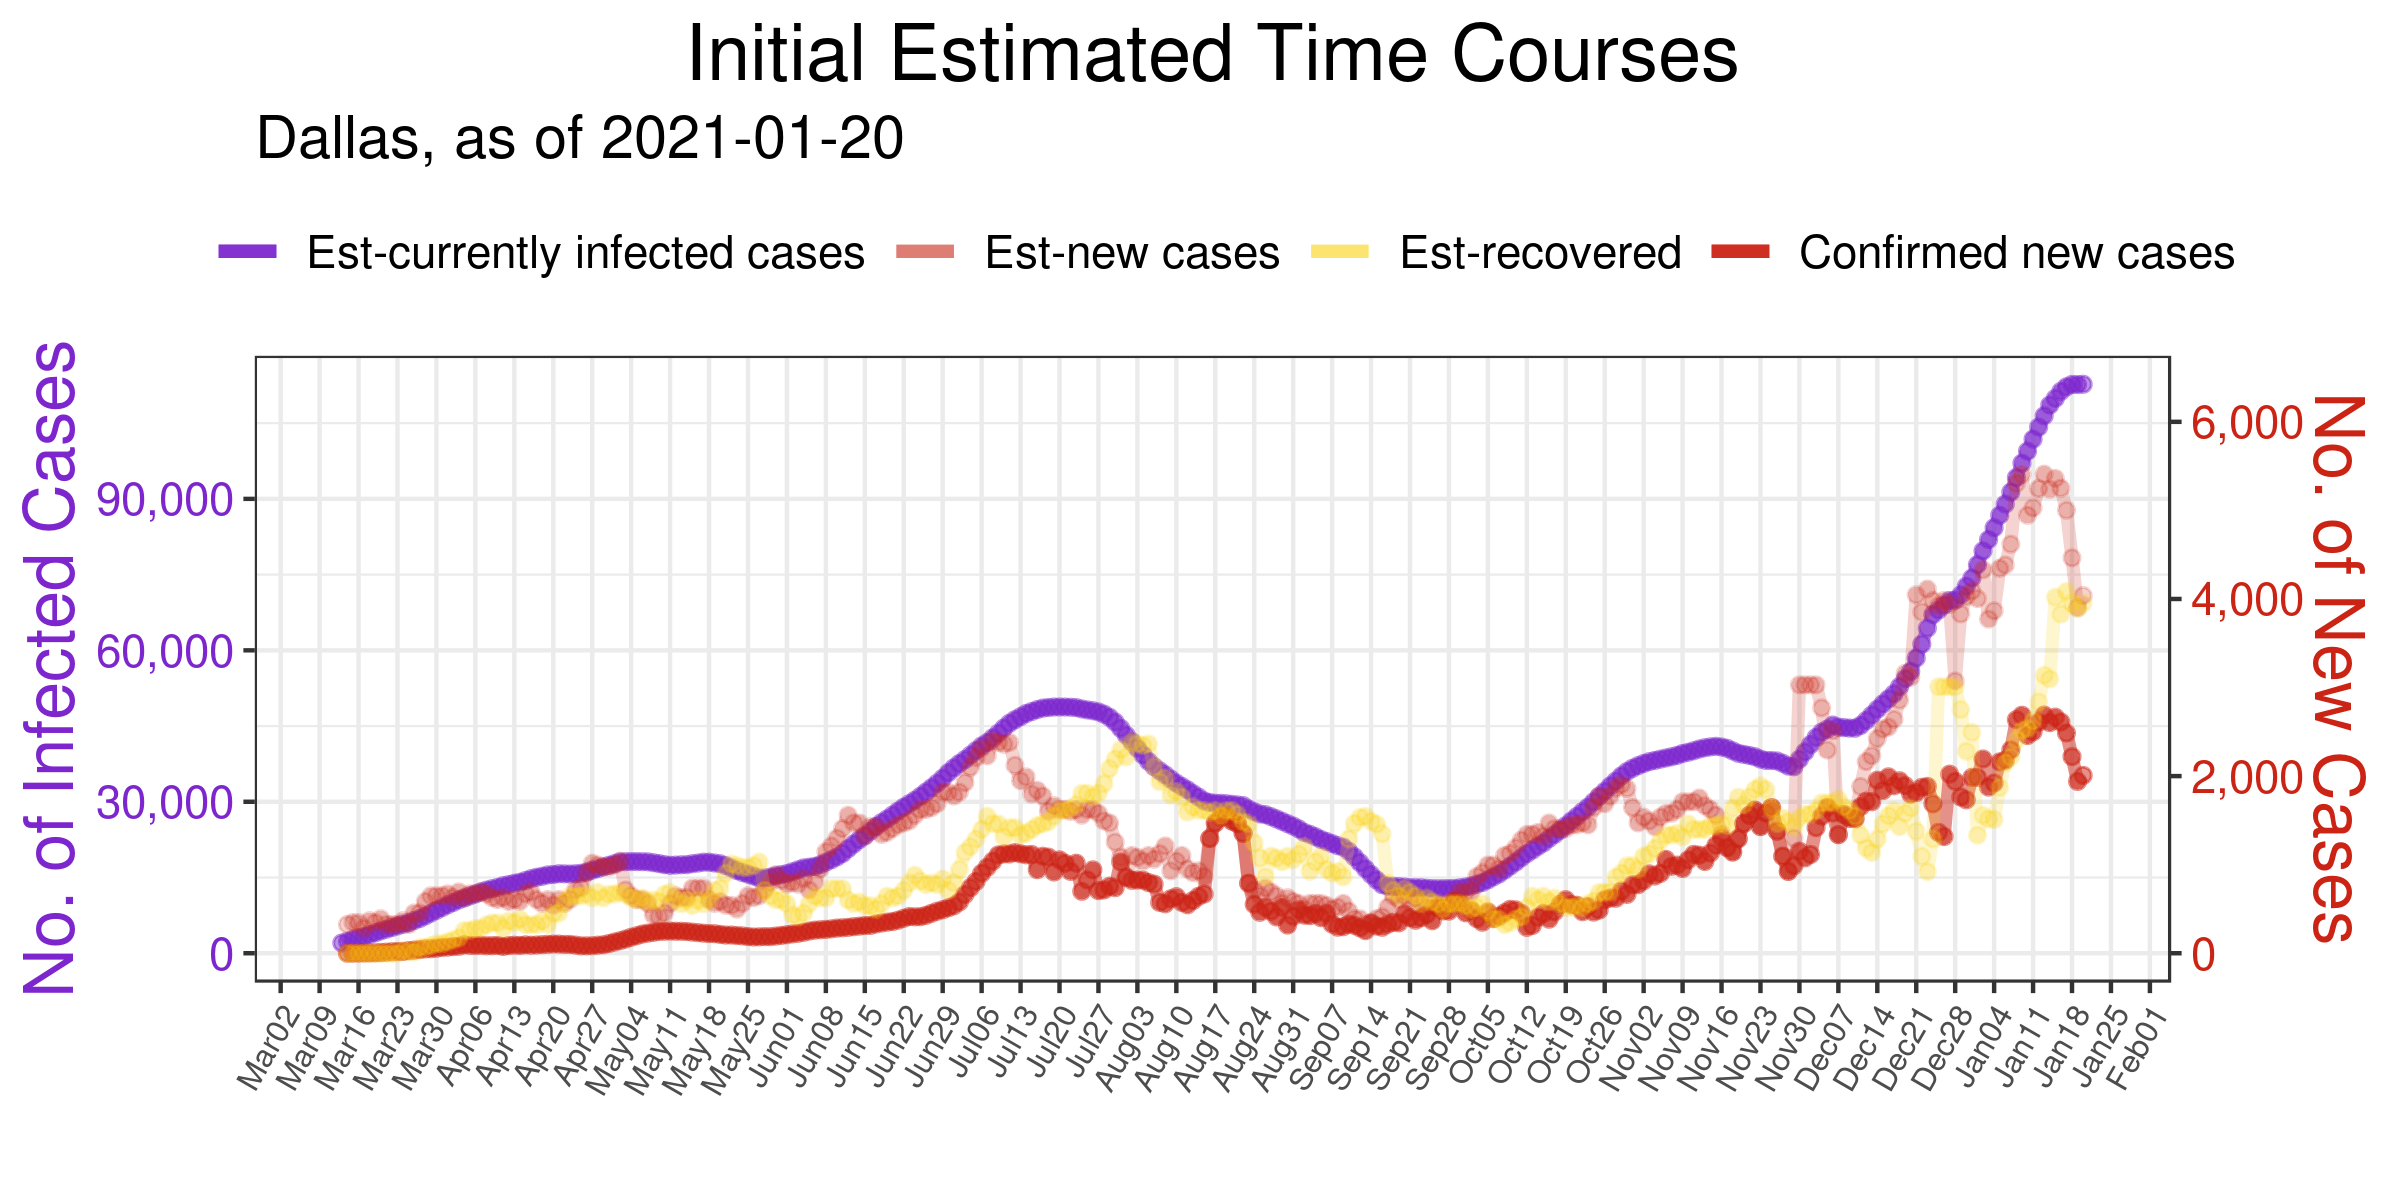 Initial Estimated Time Courses
Dallas, as of 2021-01-20
Est-currently infected cases Est-new cases Est-recovered Confirmed new cases
No. of Infected Cases
90,000
60,000
30,000
0
6,000
4,000
2,000
0
No. of New Cases
Mar02 Mar09 Mar16 Mar23 Mar30 Apr06 Apr13 Apr20 Apr27 May04 May11 May18 May25 Jun01 Jun08 Jun15 Jun22 Jun29 Jul06 Jul13 Jul20 Jul27 Aug03 Aug10 Aug17 Aug24 Aug31 Sep07 Sep14 Sep21 Sep28 Oct05 Oct12 Oct19 Oct26 Nov02 Nov09 Nov16 Nov23 Nov30 Dec07 Dec14 Dec21 Dec28 Jan04 Jan11 Jan18 Jan25 Feb01